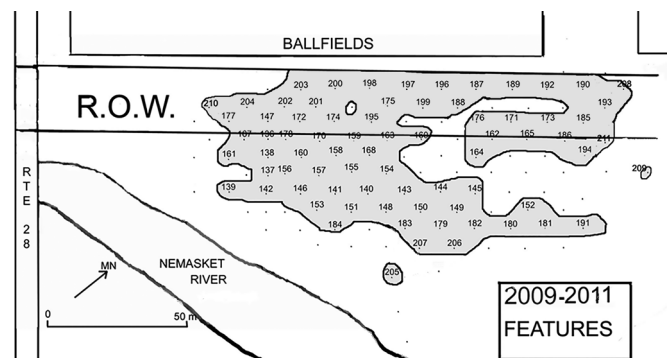 BALLFIELDS
203 200 198 197 196 187 189 192 190 208
R.O.W.
210 204 202 201 175 199 188 193
177 147 172 174 195 176 171 173 185
167 196 178 170 159 163 169 162 165 186 211
161 138 160 158 168 164 194
RTE 28
137 156 157 155 154 209
139 142 146 141 140 143 144 145
153 151 148 150 149 152
184 183 179 182 180 181 191
207 206
MN
NEMASKET
RIVER
205
0 50 m
2009-2011
FEATURES